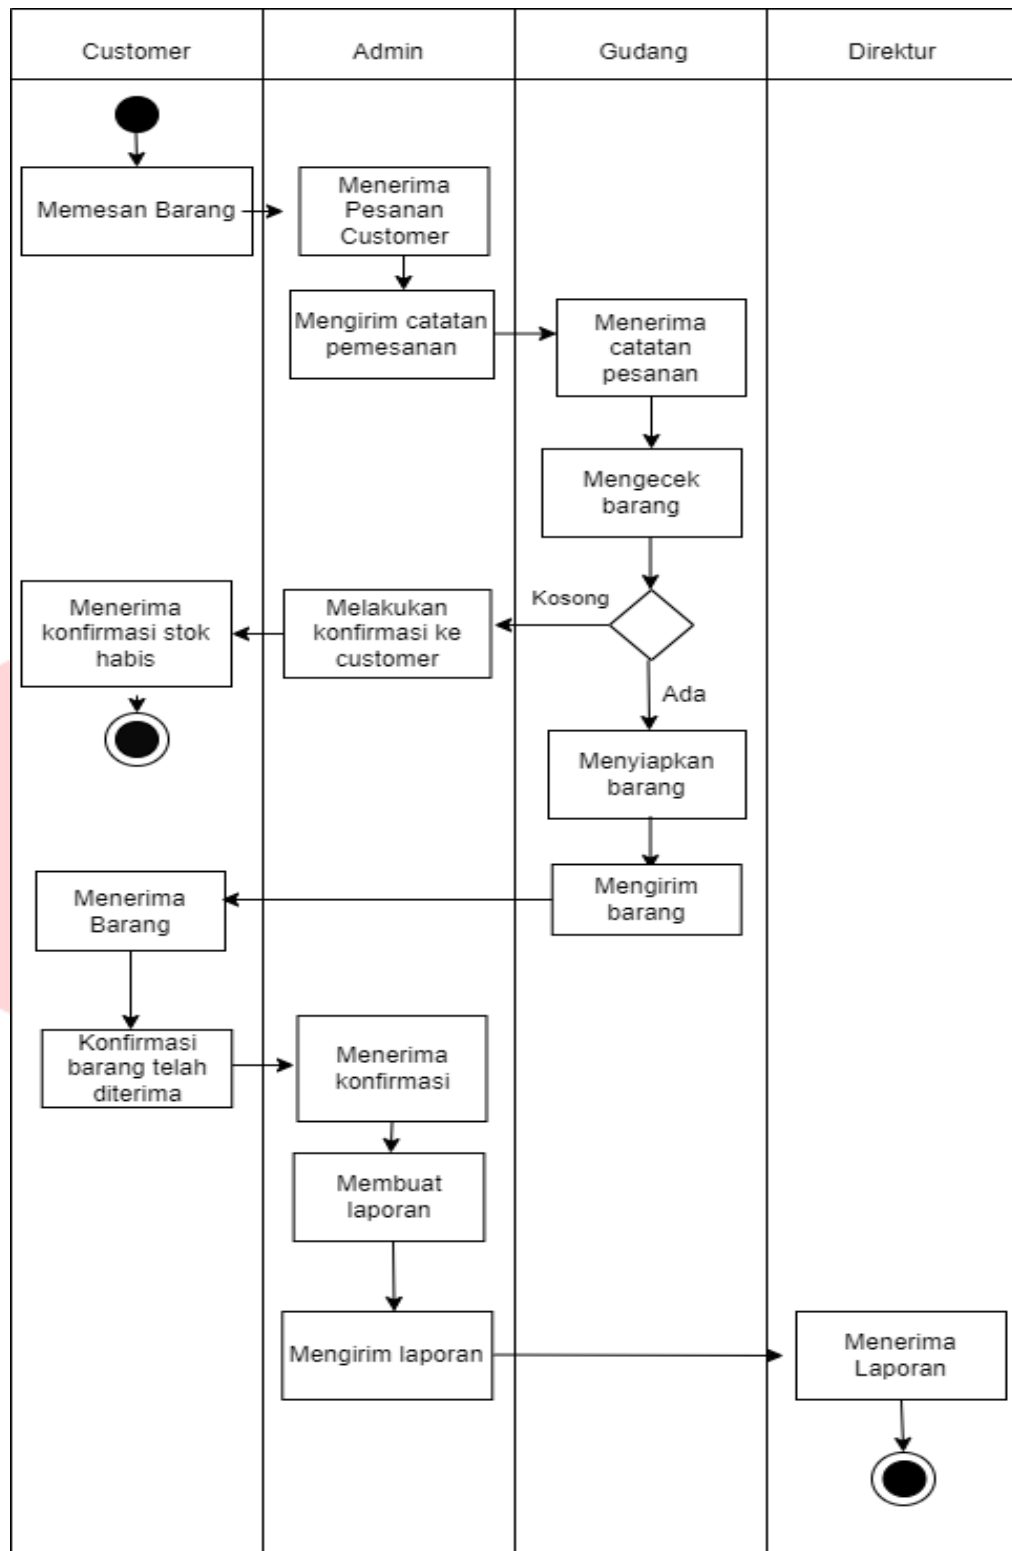 Customer
Admin
Gudang
Direktur
Memesan Barang
Menerima
Pesanan
Customer
Mengirim catatan
pemesanan
Menerima
catatan
pesanan
Mengecek
barang
Kosong
Menerima
konfirmasi stok
habis
Melakukan
konfirmasi ke
customer
Ada
Menyiapkan
barang
Menerima
Barang
Mengirim
barang
Konfirmasi
barang telah
diterima
Menerima
konfirmasi
Membuat
laporan
Mengirim laporan
Menerima
Laporan